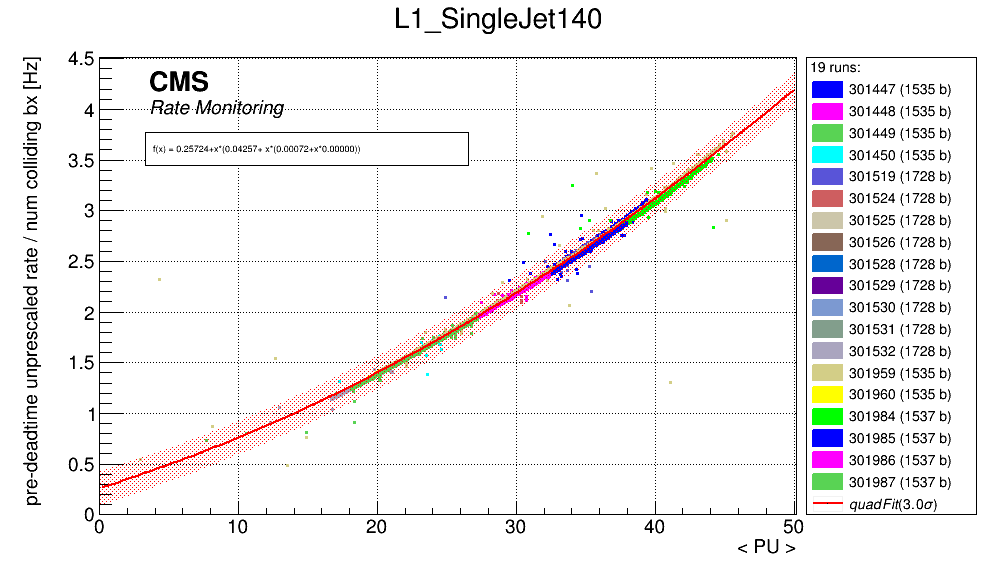 L1_SingleJet140
pre-deadtime unprescaled rate / num colliding bx [Hz]
4.5
4
3.5
3
2.5
2
1.5
1
0.5
0
CMS
Rate Monitoring
f(x) = 0.25724+x*(0.04257+ x*(0.00072+x*0.00000))
0 10 20 30 40 50
< PU >
19 runs:
301447 (1535 b)
301448 (1535 b)
301449 (1535 b)
301450 (1535 b)
301519 (1728 b)
301524 (1728 b)
301525 (1728 b)
301526 (1728 b)
301528 (1728 b)
301529 (1728 b)
301530 (1728 b)
301531 (1728 b)
301532 (1728 b)
301959 (1535 b)
301960 (1535 b)
301984 (1537 b)
301985 (1537 b)
301986 (1537 b)
301987 (1537 b)
quadFit(3.0σ)